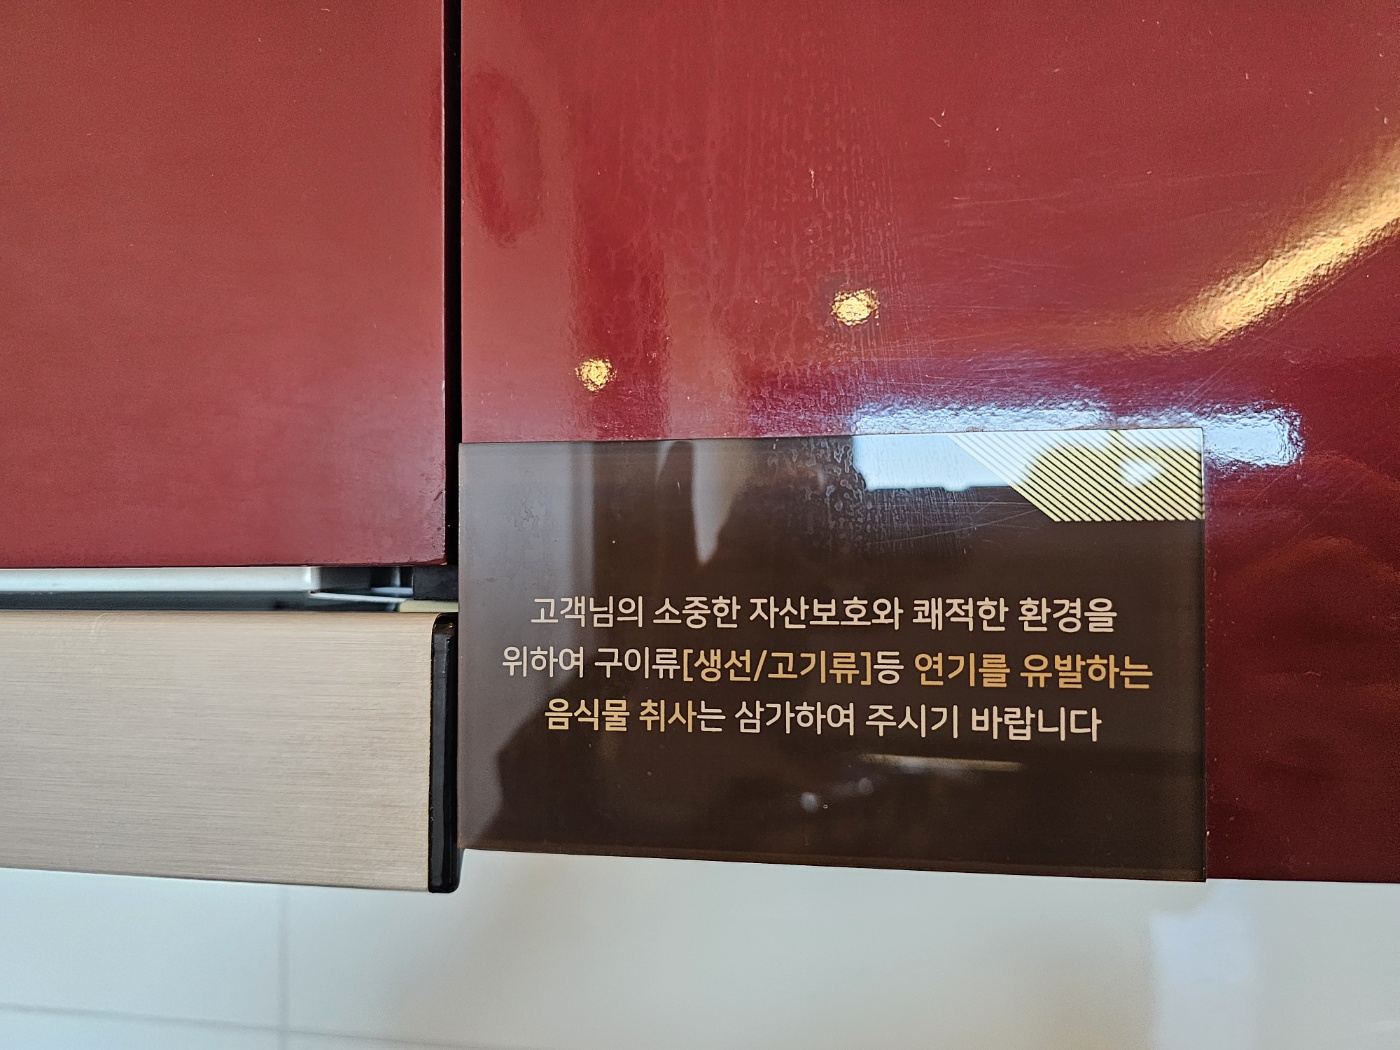 고객님의 소중한 자산보호와 쾌적한 환경을
위하여 구이류[생선/고기류]등 연기를 유발하는
음식물 취사는 삼가하여 주시기 바랍니다